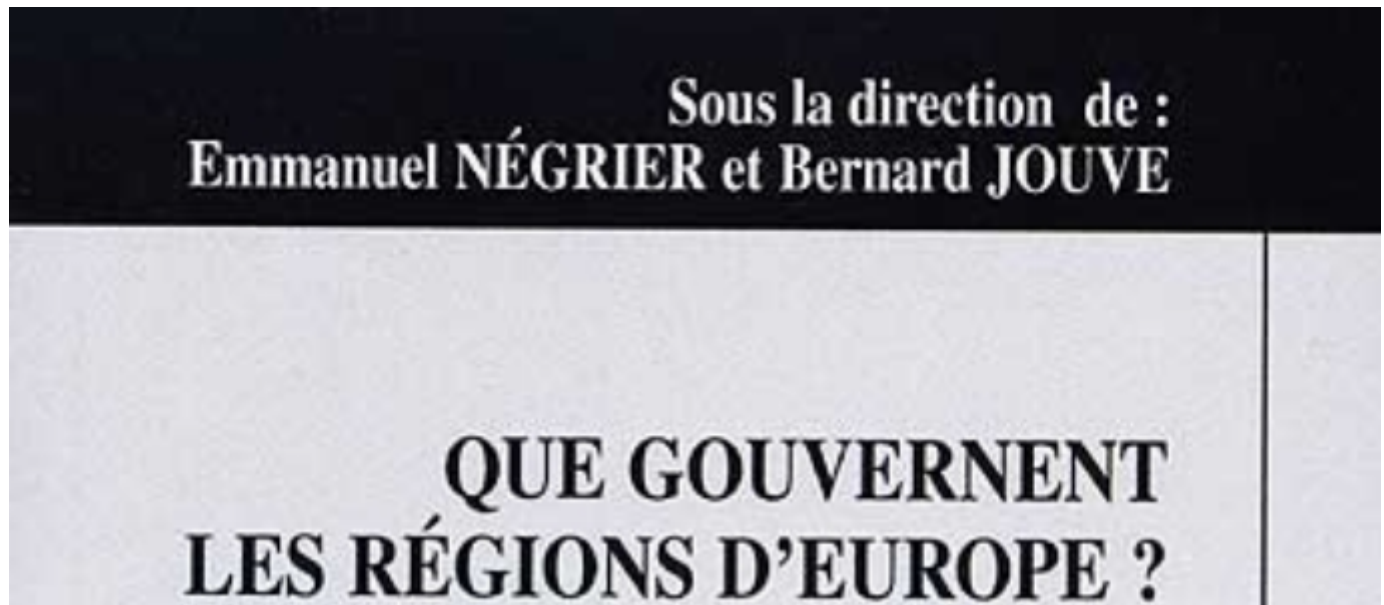 Sous la direction de :
Emmanuel NÉGRIER et Bernard JOUVE
QUE GOUVERNENT
LES RÉGIONS D'EUROPE ?